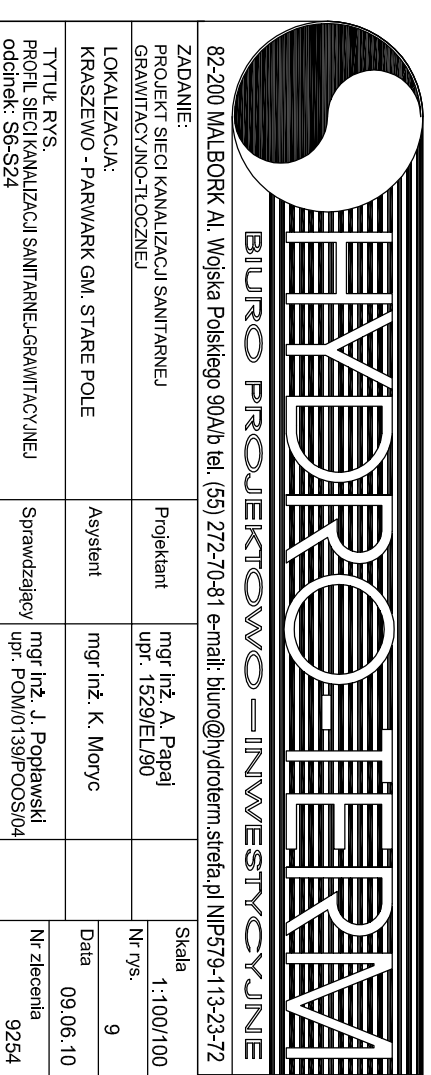 HYDRO-TERM
BIURO PROJEKTOWO - INWESTYCYJNE
82-200 MALBORK Al. Wojska Polskiego 90A/b tel. (55) 272-70-81 e-mail: biuro@hydroterm.strefa.pl NIP579-113-23-72
ZADANIE:
PROJEKT SIECI KANALIZACJI SANITARNEJ
GRAWITACYJNO-TŁOCZNEJ
Projektant
mgr inż. A. Papaj
upr. 1529/EL/90
Skala
1:100/100
LOKALIZACJA:
KRASZEWO - PARWARK GM. STARE POLE
Asystent
mgr inż. K. Moryc
Nr rys.
9
Data
09.06.10
TYTUŁ RYS.
PROFIL SIECI KANALIZACJI SANITARNEJ-GRAWITACYJNEJ
odcinek: S6-S24
Sprawdzający
mgr inż. J. Popławski
upr. POM/0139/POOS/04
Nr zlecenia
9254